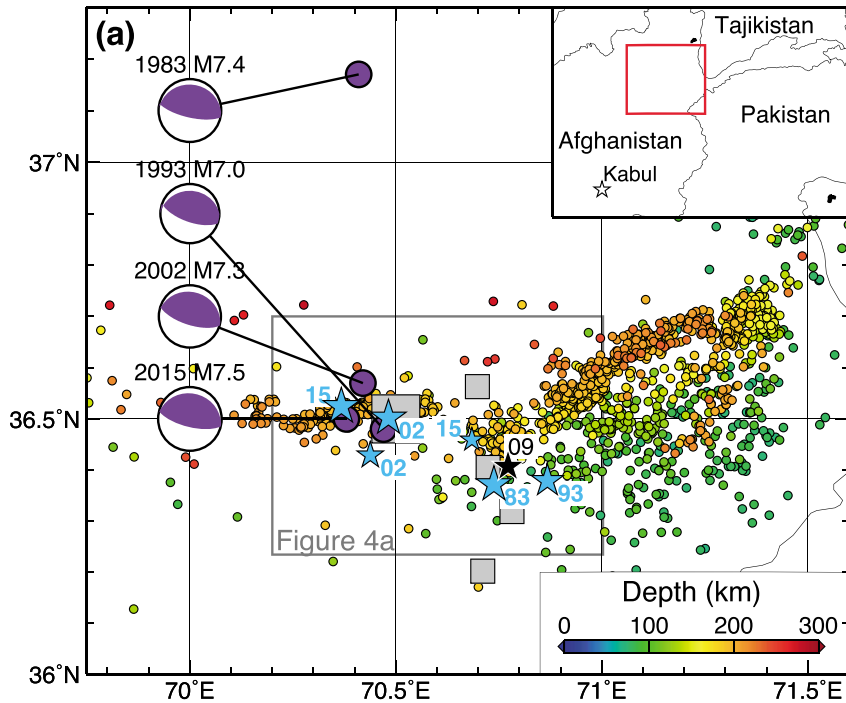 (a)
1983 M7.4
1993 M7.0
2002 M7.3
2015 M7.5
Tajikistan
Pakistan
Afghanistan
Kabul
37°N
36.5°N
36°N
15
02
15
09
02
83
93
Figure 4a
Depth (km)
0 100 200 300
70°E 70.5°E 71°E 71.5°E